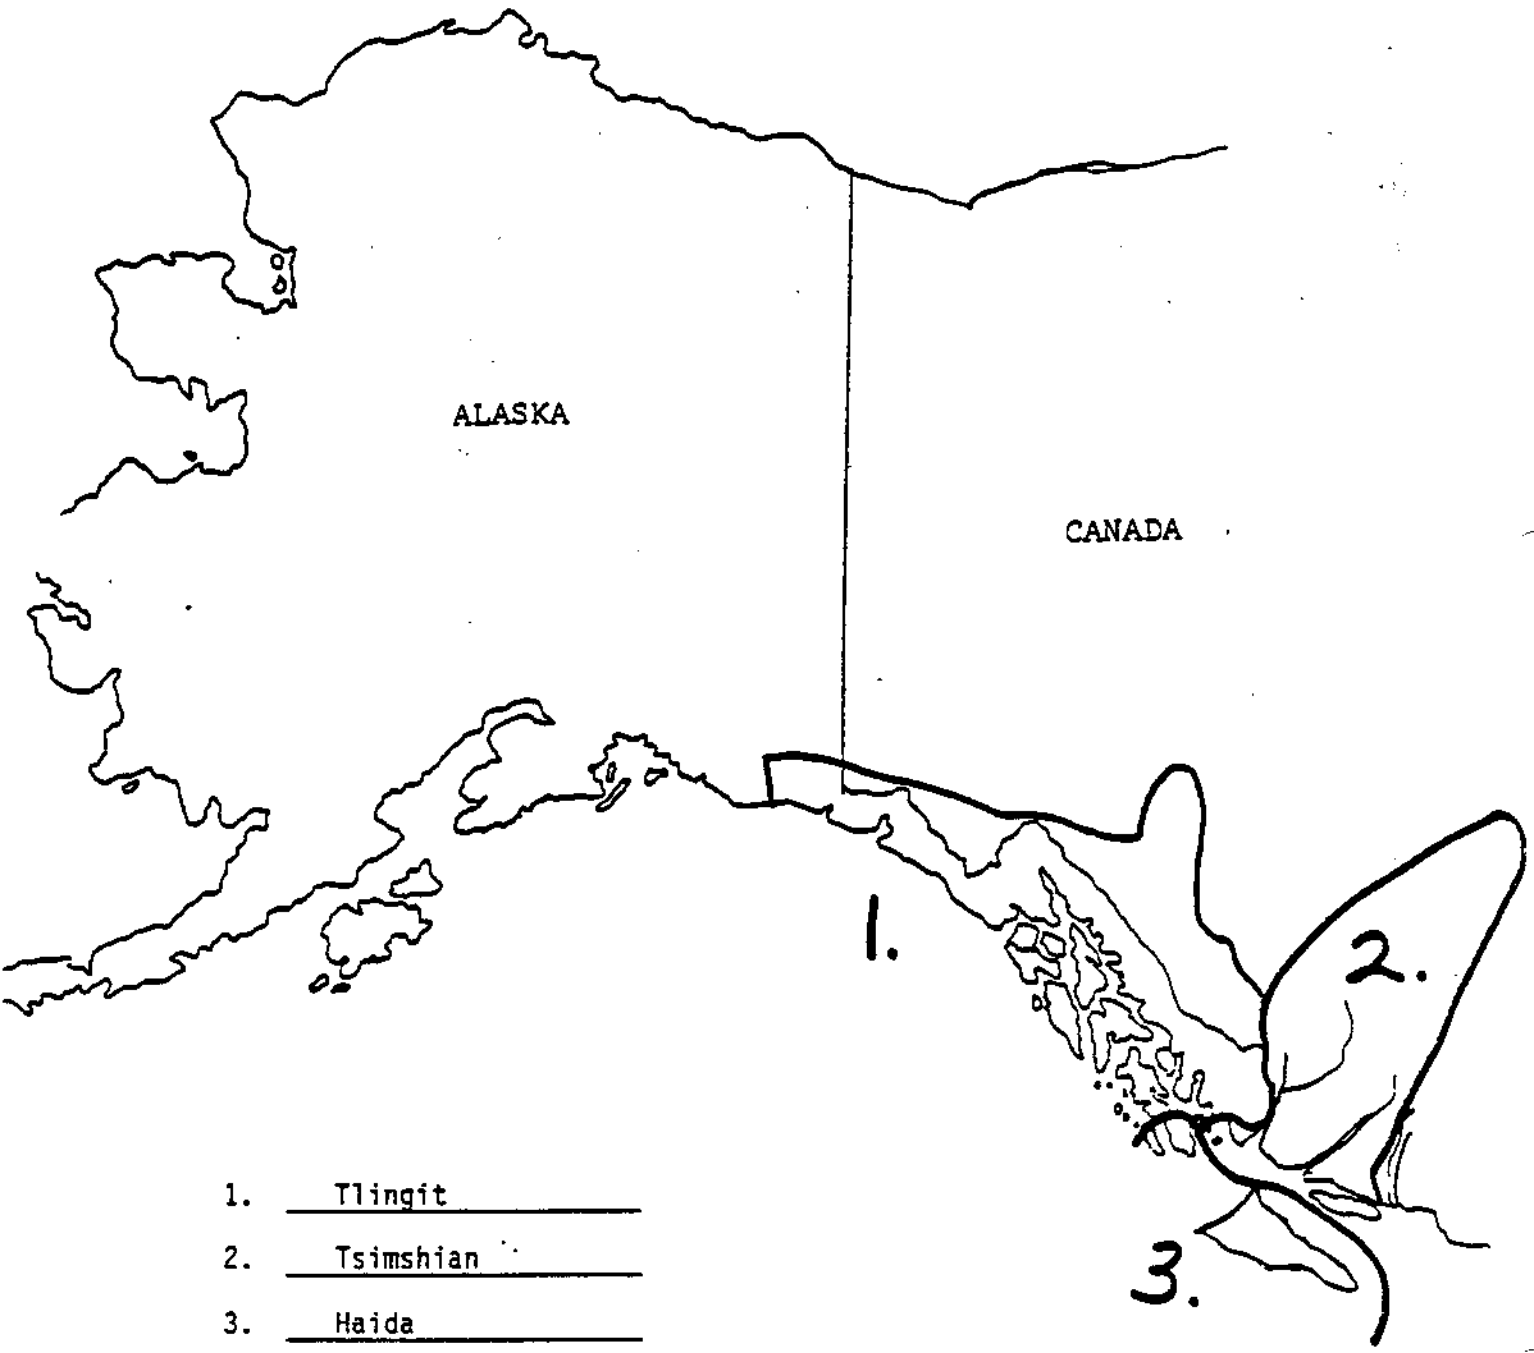 ALASKA
CANADA
1.
2.
3.
1. Tlingit
2. Tsimshian
3. Haida